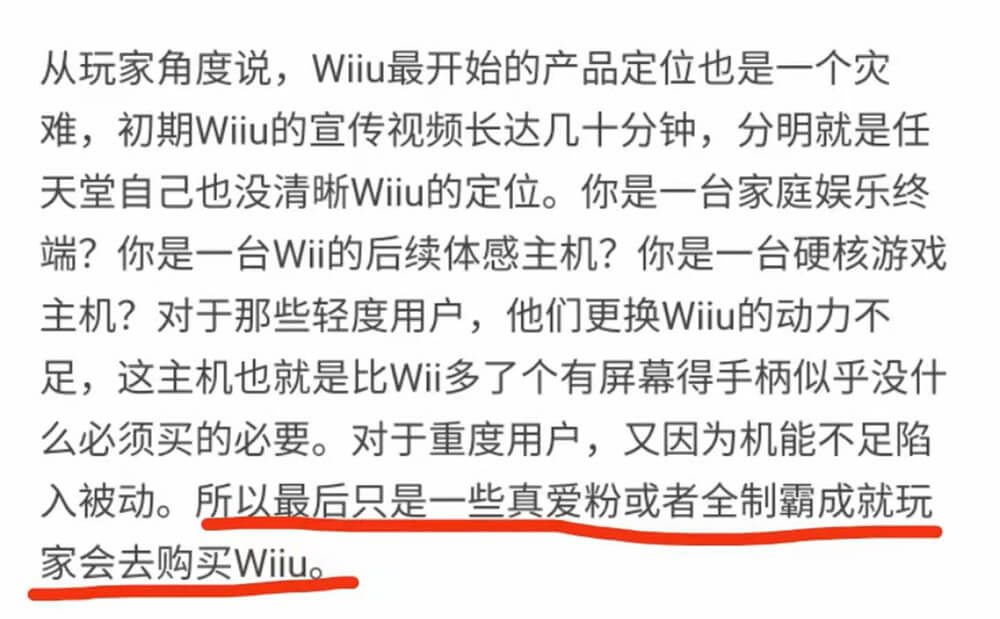 从玩家角度说，Wiiu最开始的产品定位也是一个灾
难，初期Wiiu的宣传视频长达几十分钟，分明就是任
天堂自己也没清晰Wiiu的定位。你是一台家庭娱乐终
端？你是一台Wii的后续体感主机？你是一台硬核游戏
主机？对于那些轻度用户，他们更换Wiiu的动力不
足，这主机也就是比Wii多了个有屏幕得手柄似乎没什
么必须买的必要。对于重度用户，又因为机能不足陷
入被动。所以最后只是一些真爱粉或者全制霸成就玩
家会去购买Wiiu。